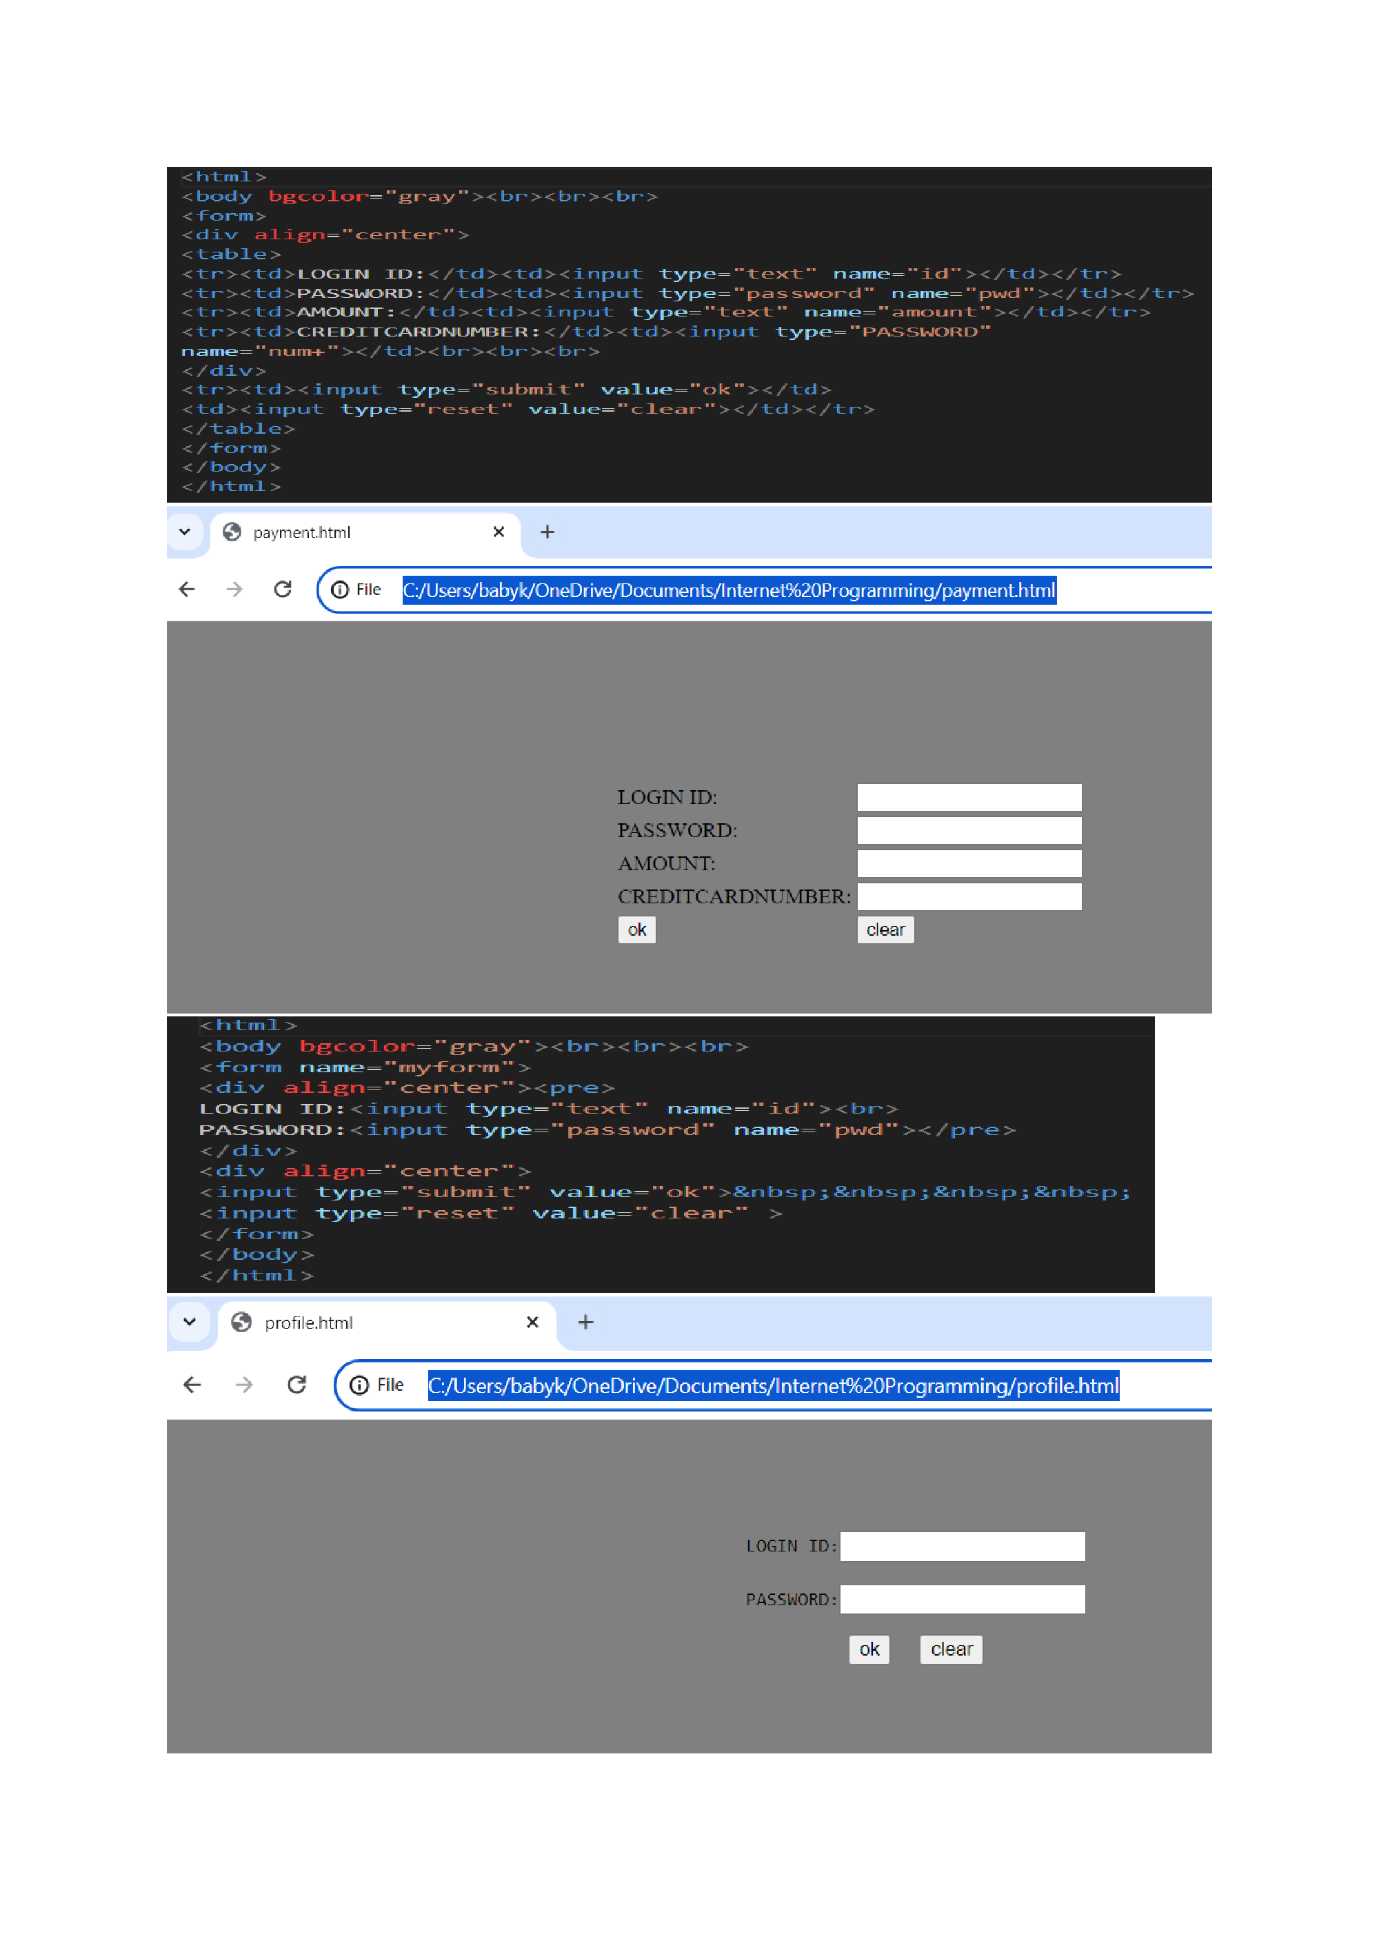 <html>
<body bgcolor="gray"><br><br><br>
<form>
<div align="center">
<table>
<tr><td>LOGIN ID:</td><td><input type="text" name="id"></td></tr>
<tr><td>PASSWORD:</td><td><input type="password" name="pwd"></td></tr>
<tr><td>AMOUNT:</td><td><input type="text" name="amount"></td></tr>
<tr><td>CREDITCARDNUMBER:</td><td><input type="PASSWORD"
name="num+"></td><br><br><br>
</div>
<tr><td><input type="submit" value="ok"></td>
<td><input type="reset" value="clear"></td></tr>
</table>
</form>
</body>
</html>
payment.html
File C:/Users/babyk/OneDrive/Documents/Internet%20Programming/payment.html
LOGIN ID:
PASSWORD:
AMOUNT:
CREDITCARDNUMBER:
ok clear
<html>
<body bgcolor="gray"><br><br><br>
<form name="myform">
<div align="center"><pre>
LOGIN ID:<input type="text" name="id"><br>
PASSWORD:<input type="password" name="pwd"></pre>
</div>
<div align="center">
<input type="submit" value="ok">&nbsp;&nbsp;&nbsp;&nbsp;
<input type="reset" value="clear" >
</form>
</body>
</html>
profile.html
File C:/Users/babyk/OneDrive/Documents/Internet%20Programming/profile.html
LOGIN ID:
PASSWORD:
ok clear